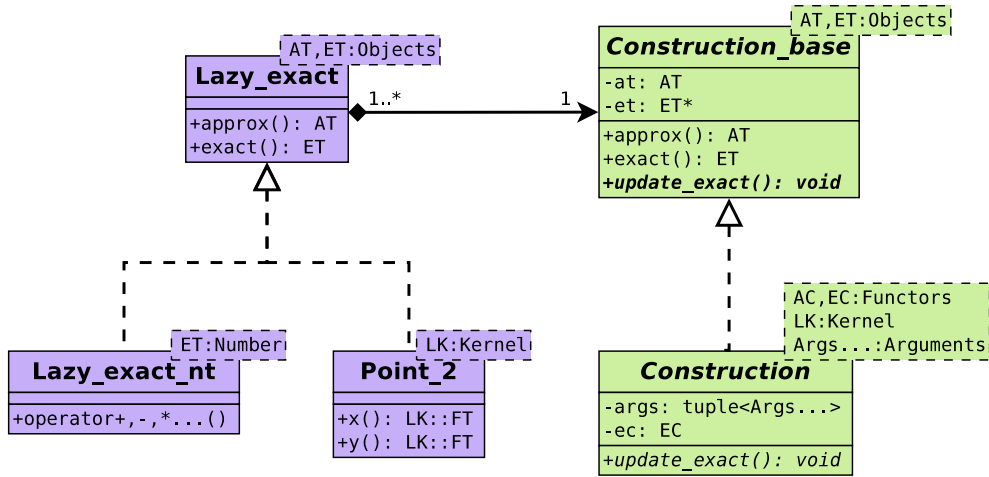 AT,ET:Objects
Lazy_exact
+approx(): AT
+exact(): ET
1..*
1
AT,ET:Objects
Construction_base
-at: AT
-et: ET*
+approx(): AT
+exact(): ET
+update_exact(): void
ET:Number
Lazy_exact_nt
+operator+,-,*...()
LK:Kernel
Point_2
+x(): LK::FT
+y(): LK::FT
AC,EC:Functors
LK:Kernel
Args...:Arguments
Construction
-args: tuple<Args...>
-ec: EC
+update_exact(): void